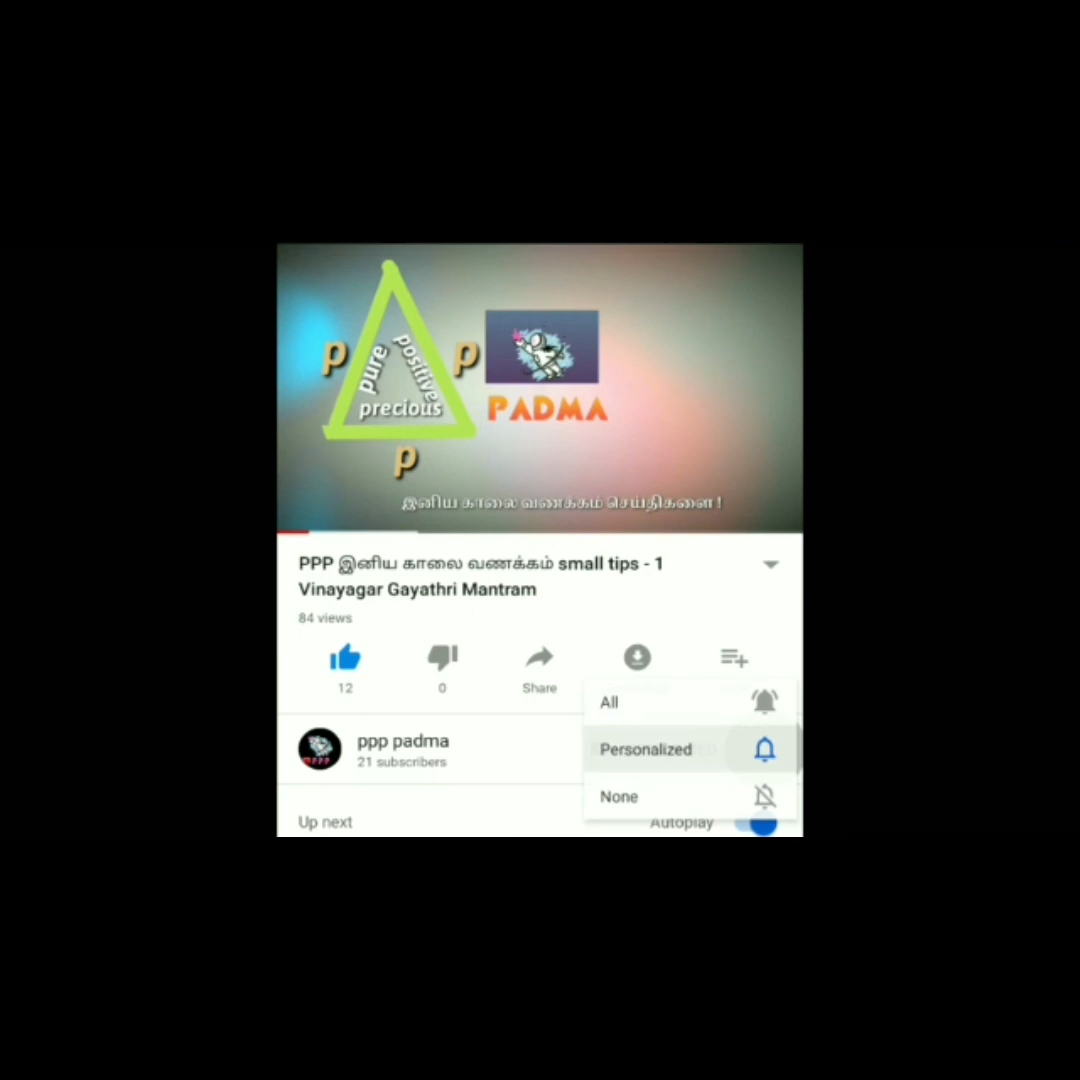 p
pure
positive
p
precious
PADMA
p
இனிய காலை வணக்கம் செய்திகளை !
PPP இனிய காலை வணக்கம் small tips - 1
Vinayagar Gayathri Mantram
84 views
12
0
Share
All
ppp padma
21 subscribers
Personalized
None
Up next
Autoplay
PPP